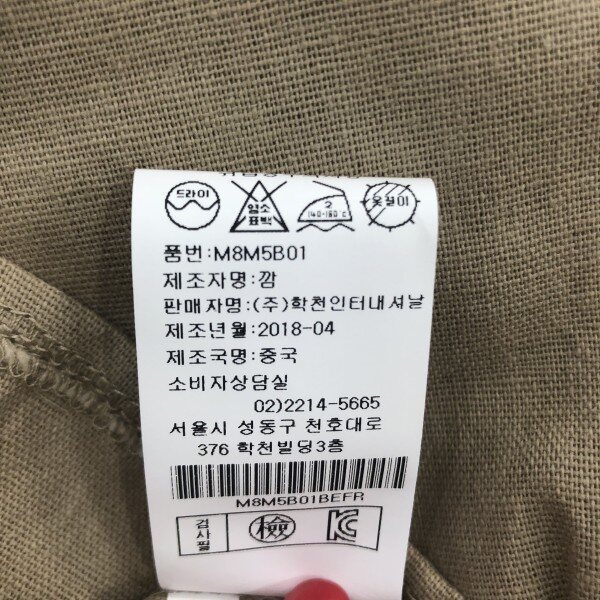 드라이 염소 표백 2 140-160°C 옷걸이
품번:M8M5B01
제조자명:깜
판매자명:(주)학천인터내셔날
제조년월:2018-04
제조국명:중국
소비자상담실
02)2214-5665
서울시 성동구 천호대로
376 학천빌딩3층
M8M5B01BEFR
검사필 檢 KC